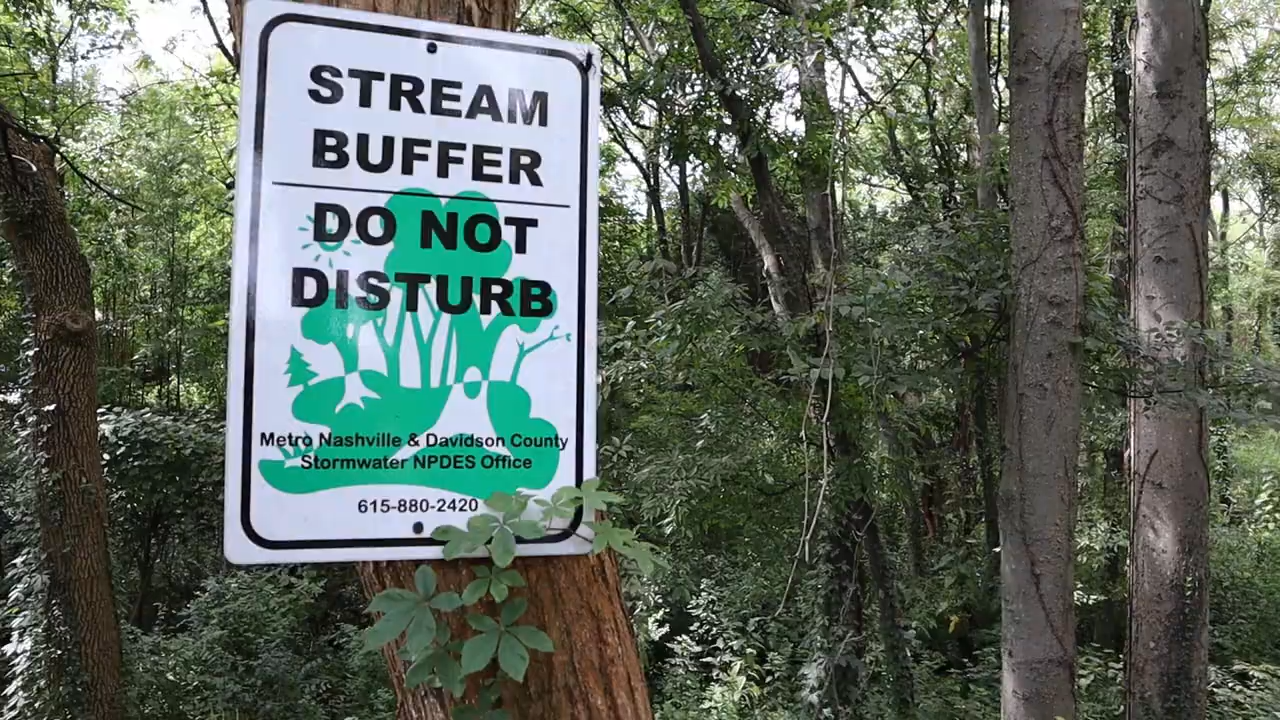 STREAM
BUFFER
DO NOT
DISTURB
Metro Nashville & Davidson County
Stormwater NPDES Office
615-880-2420